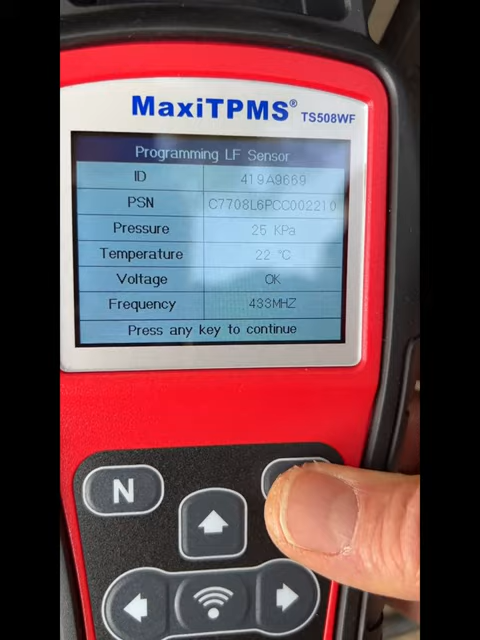 MaxiTPMS® TS508WF
Programming LF Sensor
ID 419A9669
PSN C7708L6PCC002210
Pressure 25 KPa
Temperature 22 °C
Voltage OK
Frequency 433MHZ
Press any key to continue
N